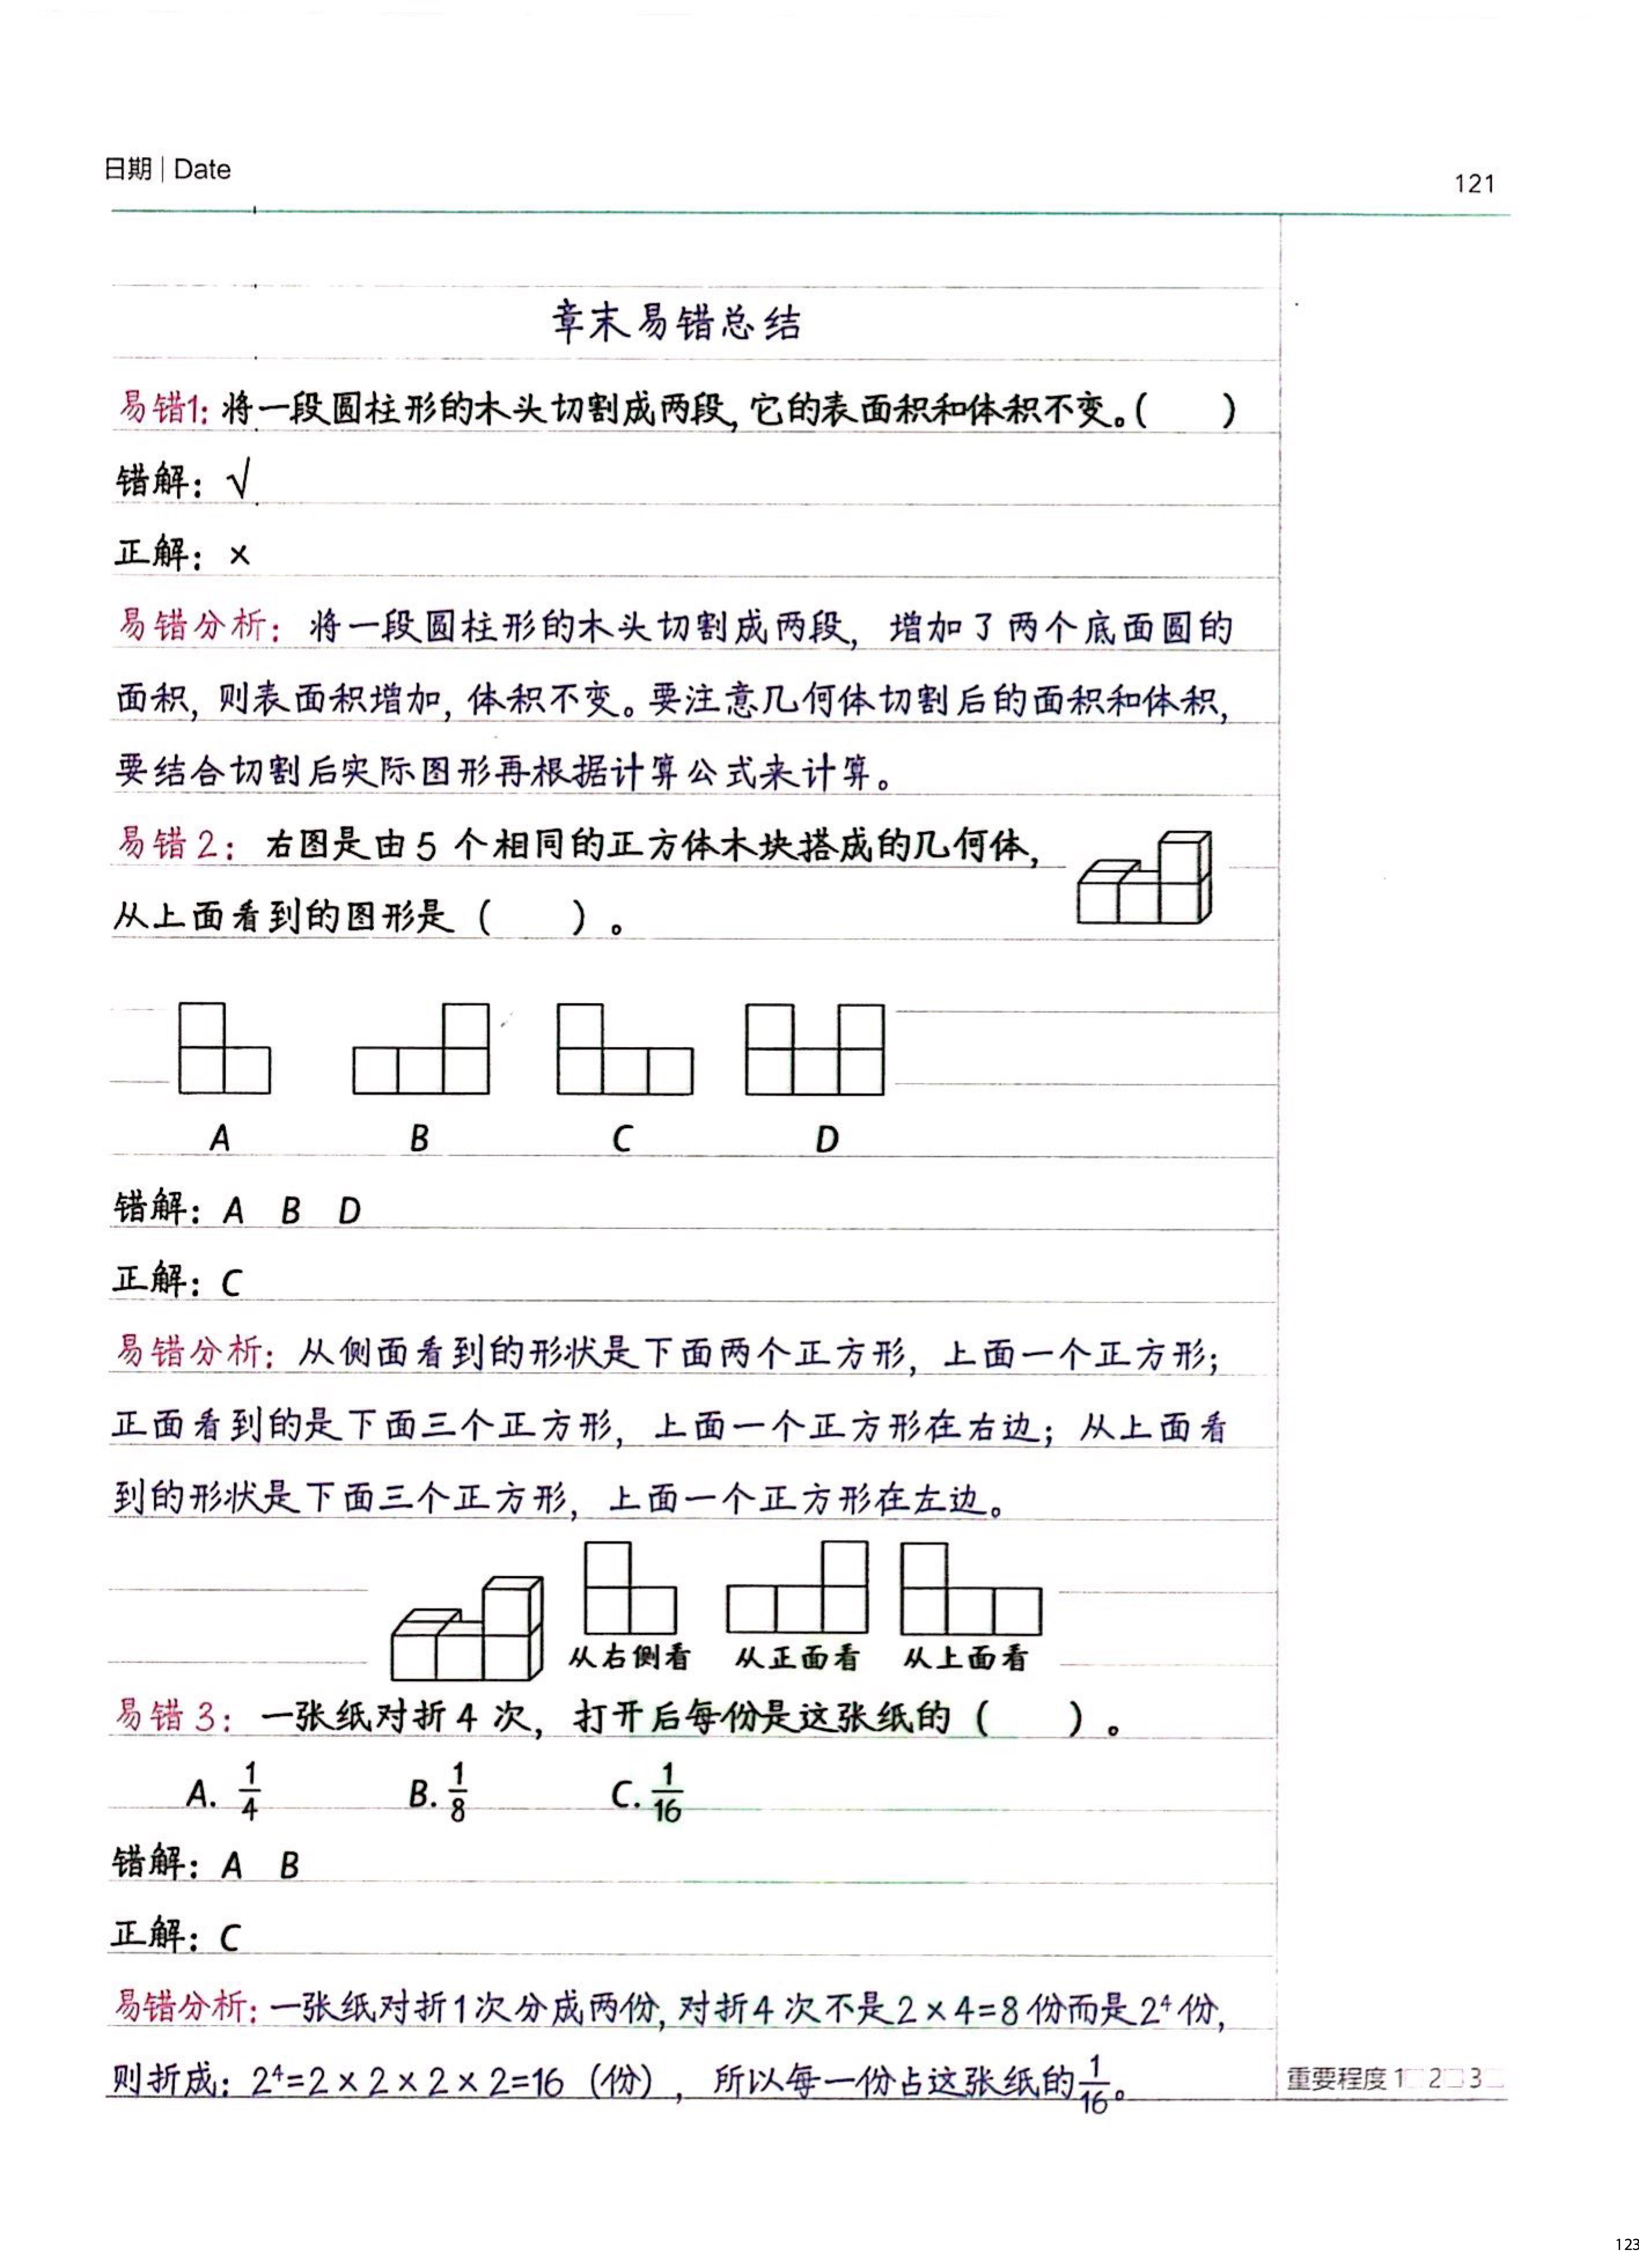 日期 | Date
121
章末易错总结
易错1: 将一段圆柱形的木头切割成两段,它的表面积和体积不变。(    )
错解: √
正解: ×
易错分析: 将一段圆柱形的木头切割成两段, 增加了两个底面圆的
面积, 则表面积增加, 体积不变。要注意几何体切割后的面积和体积,
要结合切割后实际图形再根据计算公式来计算。
易错2: 右图是由5个相同的正方体木块搭成的几何体,
从上面看到的图形是 (    ) 。
A B C D
错解: A B D
正解: C
易错分析: 从侧面看到的形状是下面两个正方形, 上面一个正方形;
正面看到的是下面三个正方形, 上面一个正方形在右边; 从上面看
到的形状是下面三个正方形, 上面一个正方形在左边。
从右侧看 从正面看 从上面看
易错3: 一张纸对折4次, 打开后每份是这张纸的 (    ) 。
A. 1/4 B. 1/8 C. 1/16
错解: A B
正解: C
易错分析: 一张纸对折1次分成两份, 对折4次不是2×4=8份而是2⁴份,
则折成: 2⁴=2×2×2×2=16 (份) , 所以每一份占这张纸的1/16。
重要程度 1□ 2□ 3□
123